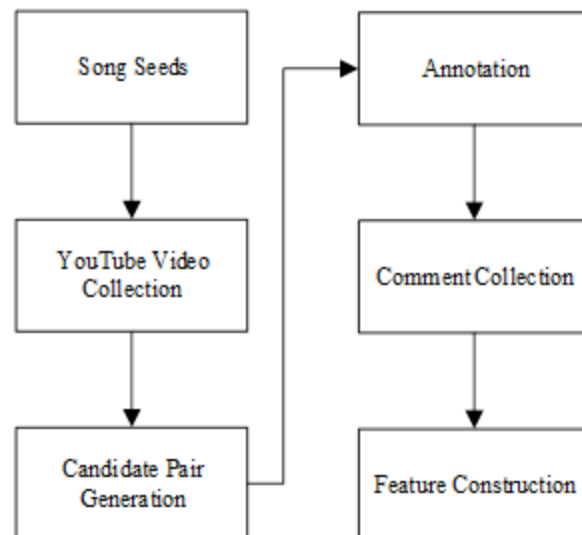 Song Seeds
YouTube Video
Collection
Candidate Pair
Generation
Annotation
Comment Collection
Feature Construction